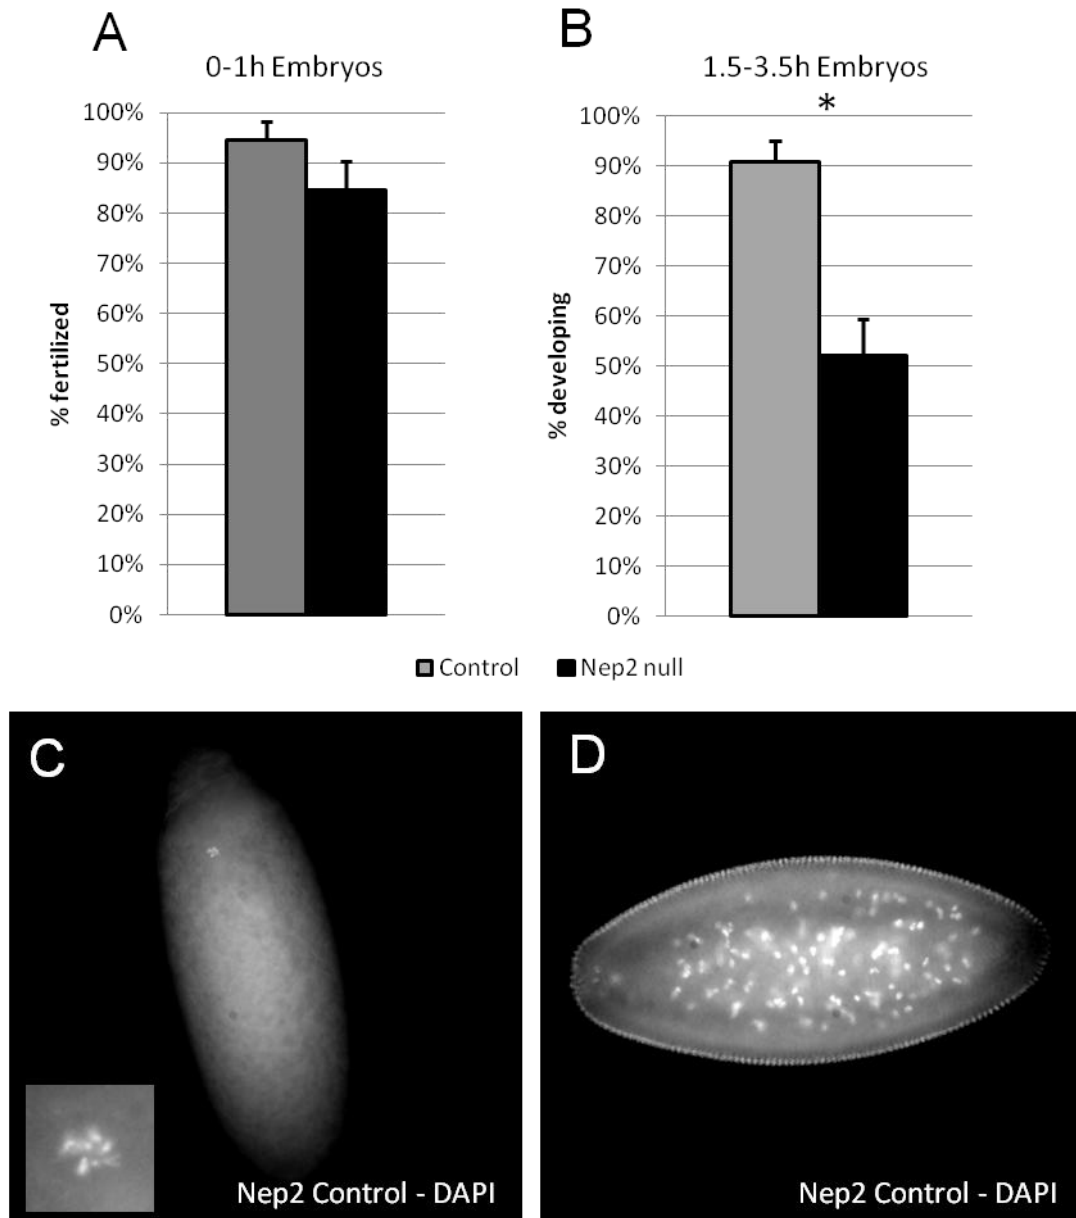 A
0-1h Embryos
100%
90%
80%
70%
60%
50%
40%
30%
20%
10%
0%
% fertilized
B
1.5-3.5h Embryos
*
100%
90%
80%
70%
60%
50%
40%
30%
20%
10%
0%
% developing
Control
Nep2 null
C
Nep2 Control - DAPI
D
Nep2 Control - DAPI